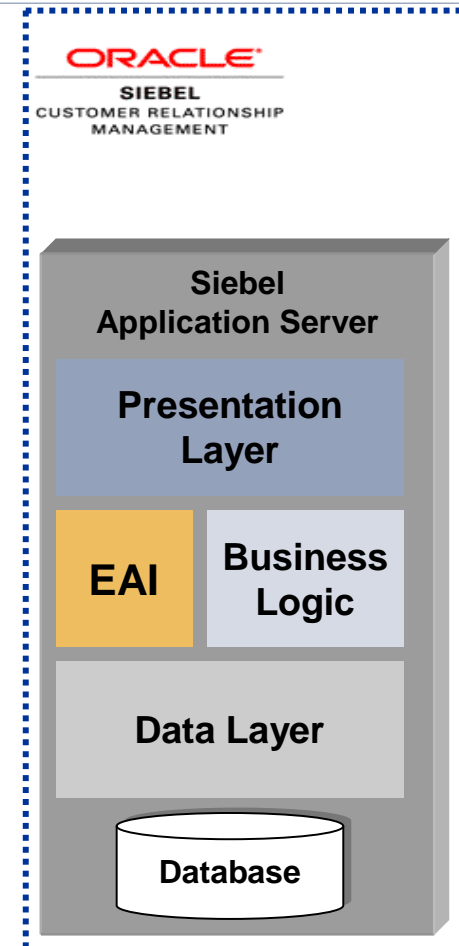 ORACLE
SIEBEL
CUSTOMER RELATIONSHIP
MANAGEMENT
Siebel
Application Server
Presentation
Layer
EAI
Business
Logic
Data Layer
Database